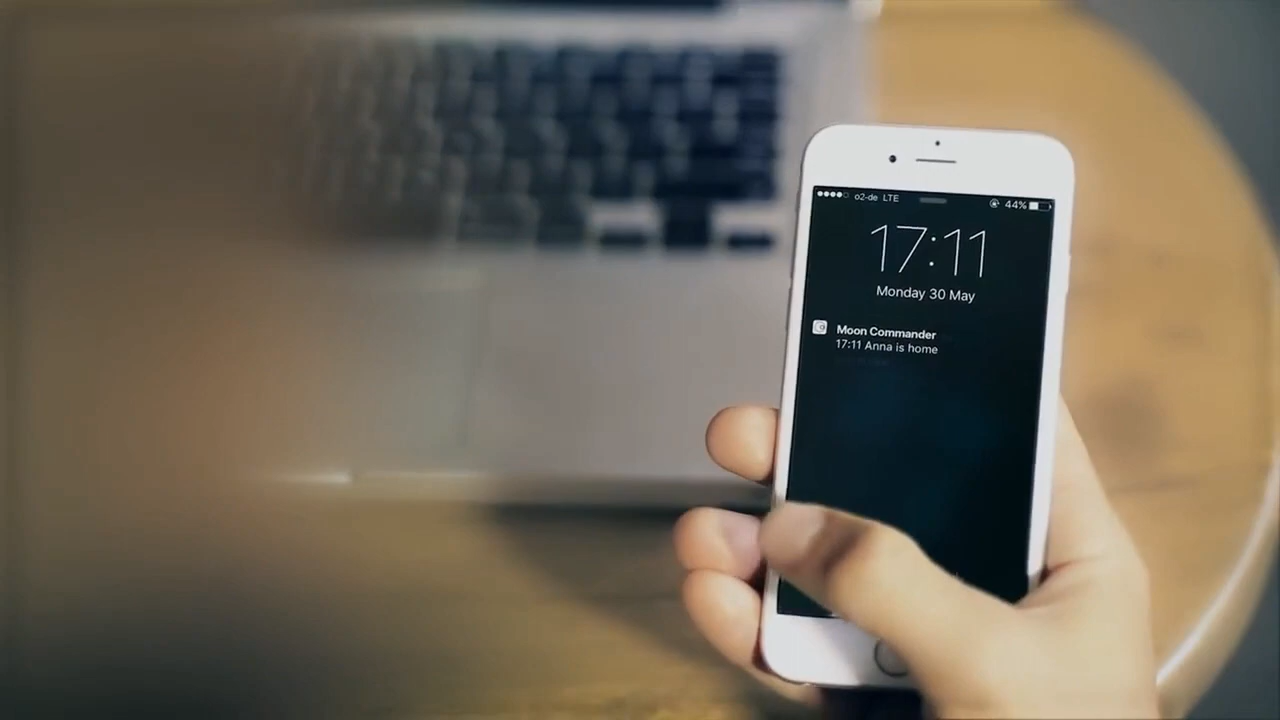 o2-de LTE 44%
17:11
Monday 30 May
Moon Commander
17:11 Anna is home